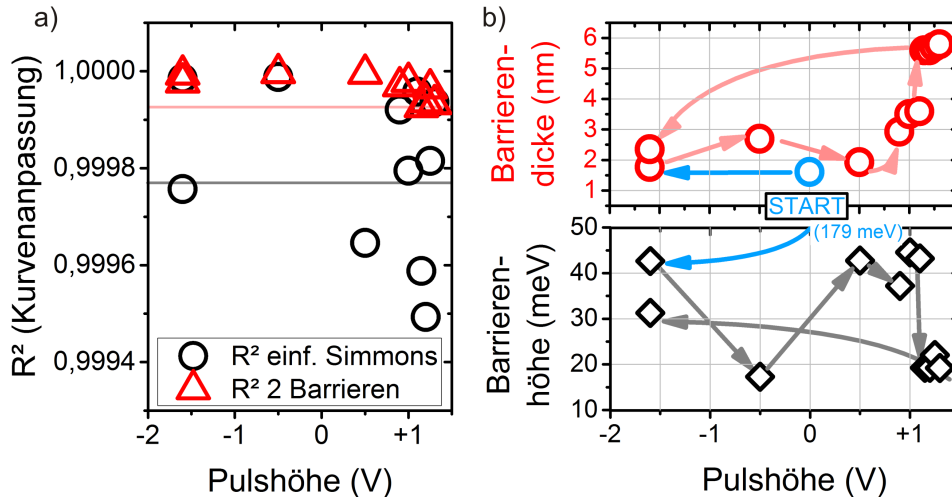 a)
R² (Kurvenanpassung)
1,0000
0,9998
0,9996
0,9994
R² einf. Simmons
R² 2 Barrieren
-2 -1 0 +1
Pulshöhe (V)
b)
Barrieren-
dicke (nm)
6
5
4
3
2
1
START
(179 meV)
Barrieren-
höhe (meV)
50
40
30
20
10
-2 -1 0 +1
Pulshöhe (V)